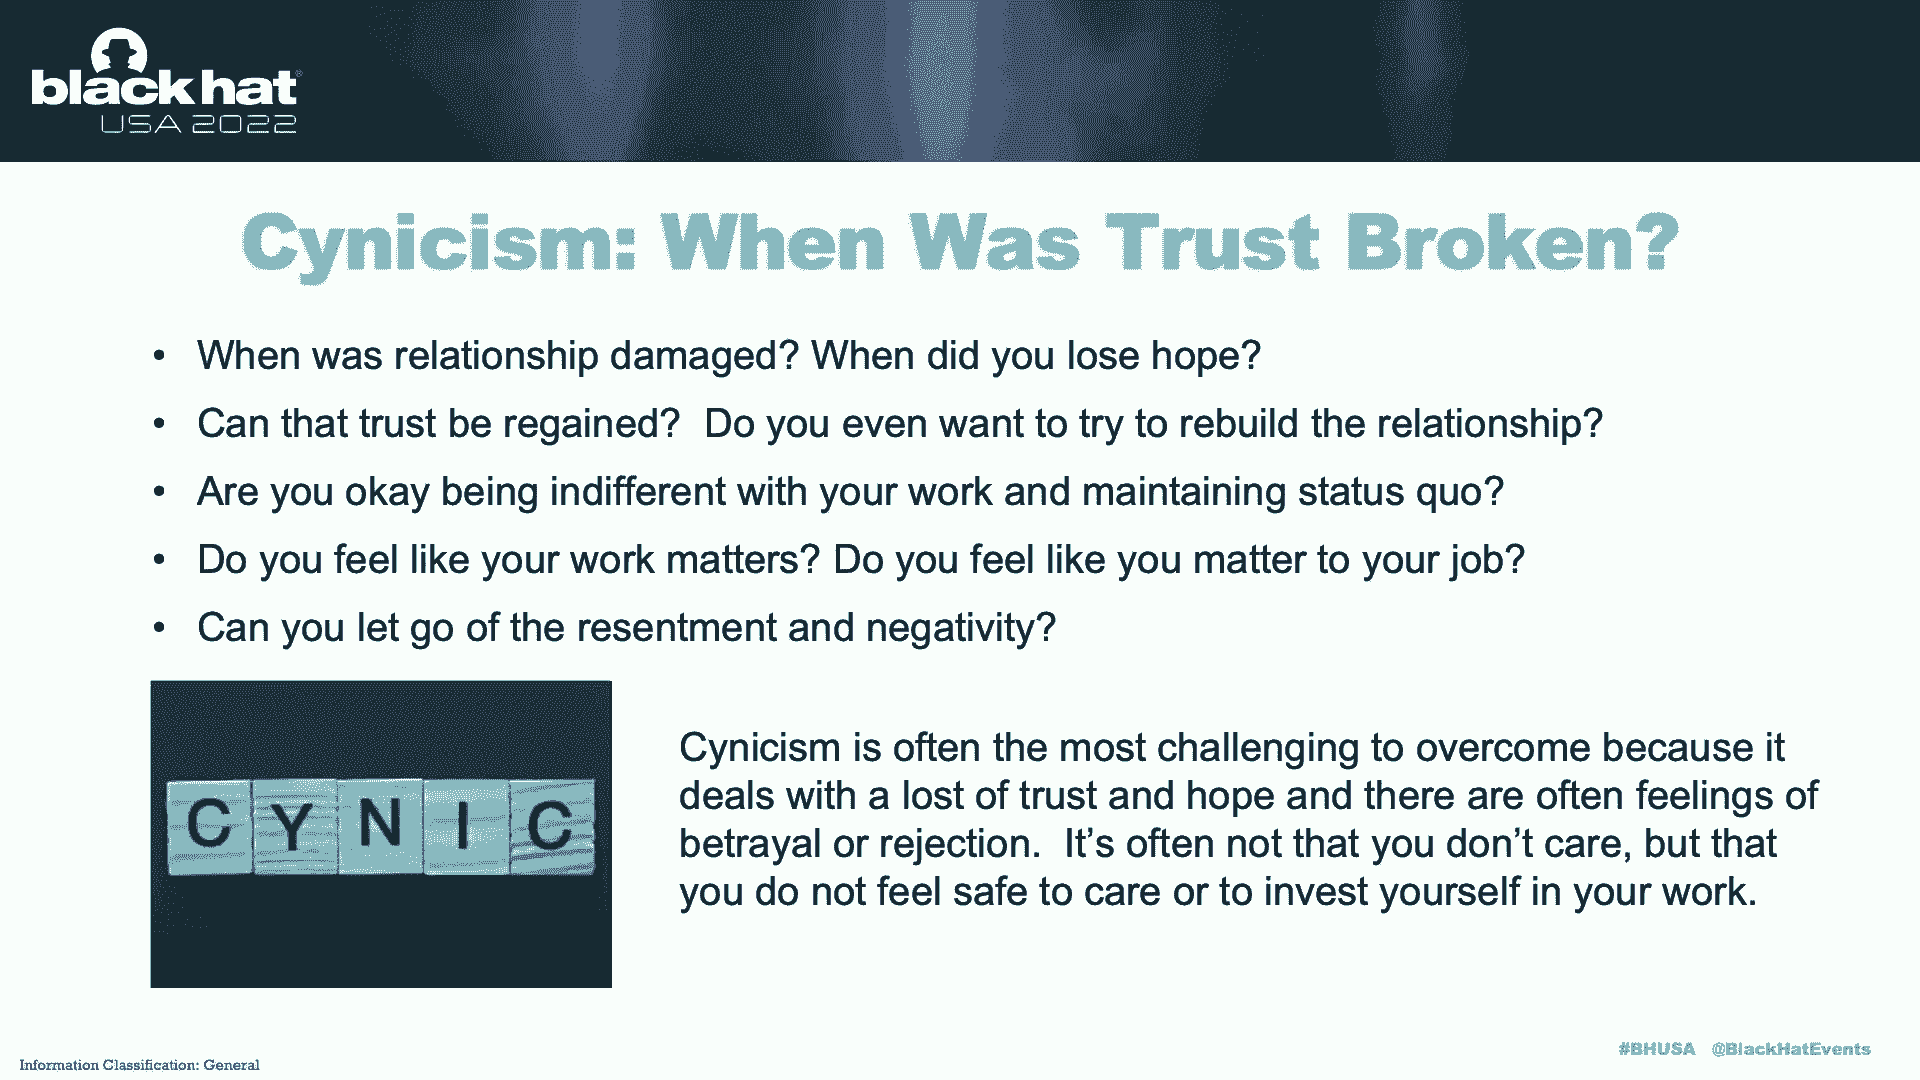 blackhat®
USA 2022
Cynicism: When Was Trust Broken?
• When was relationship damaged? When did you lose hope?
• Can that trust be regained?  Do you even want to try to rebuild the relationship?
• Are you okay being indifferent with your work and maintaining status quo?
• Do you feel like your work matters? Do you feel like you matter to your job?
• Can you let go of the resentment and negativity?
CYNIC
Cynicism is often the most challenging to overcome because it
deals with a lost of trust and hope and there are often feelings of
betrayal or rejection.  It’s often not that you don’t care, but that
you do not feel safe to care or to invest yourself in your work.
Information Classification: General
#BHUSA @BlackHatEvents